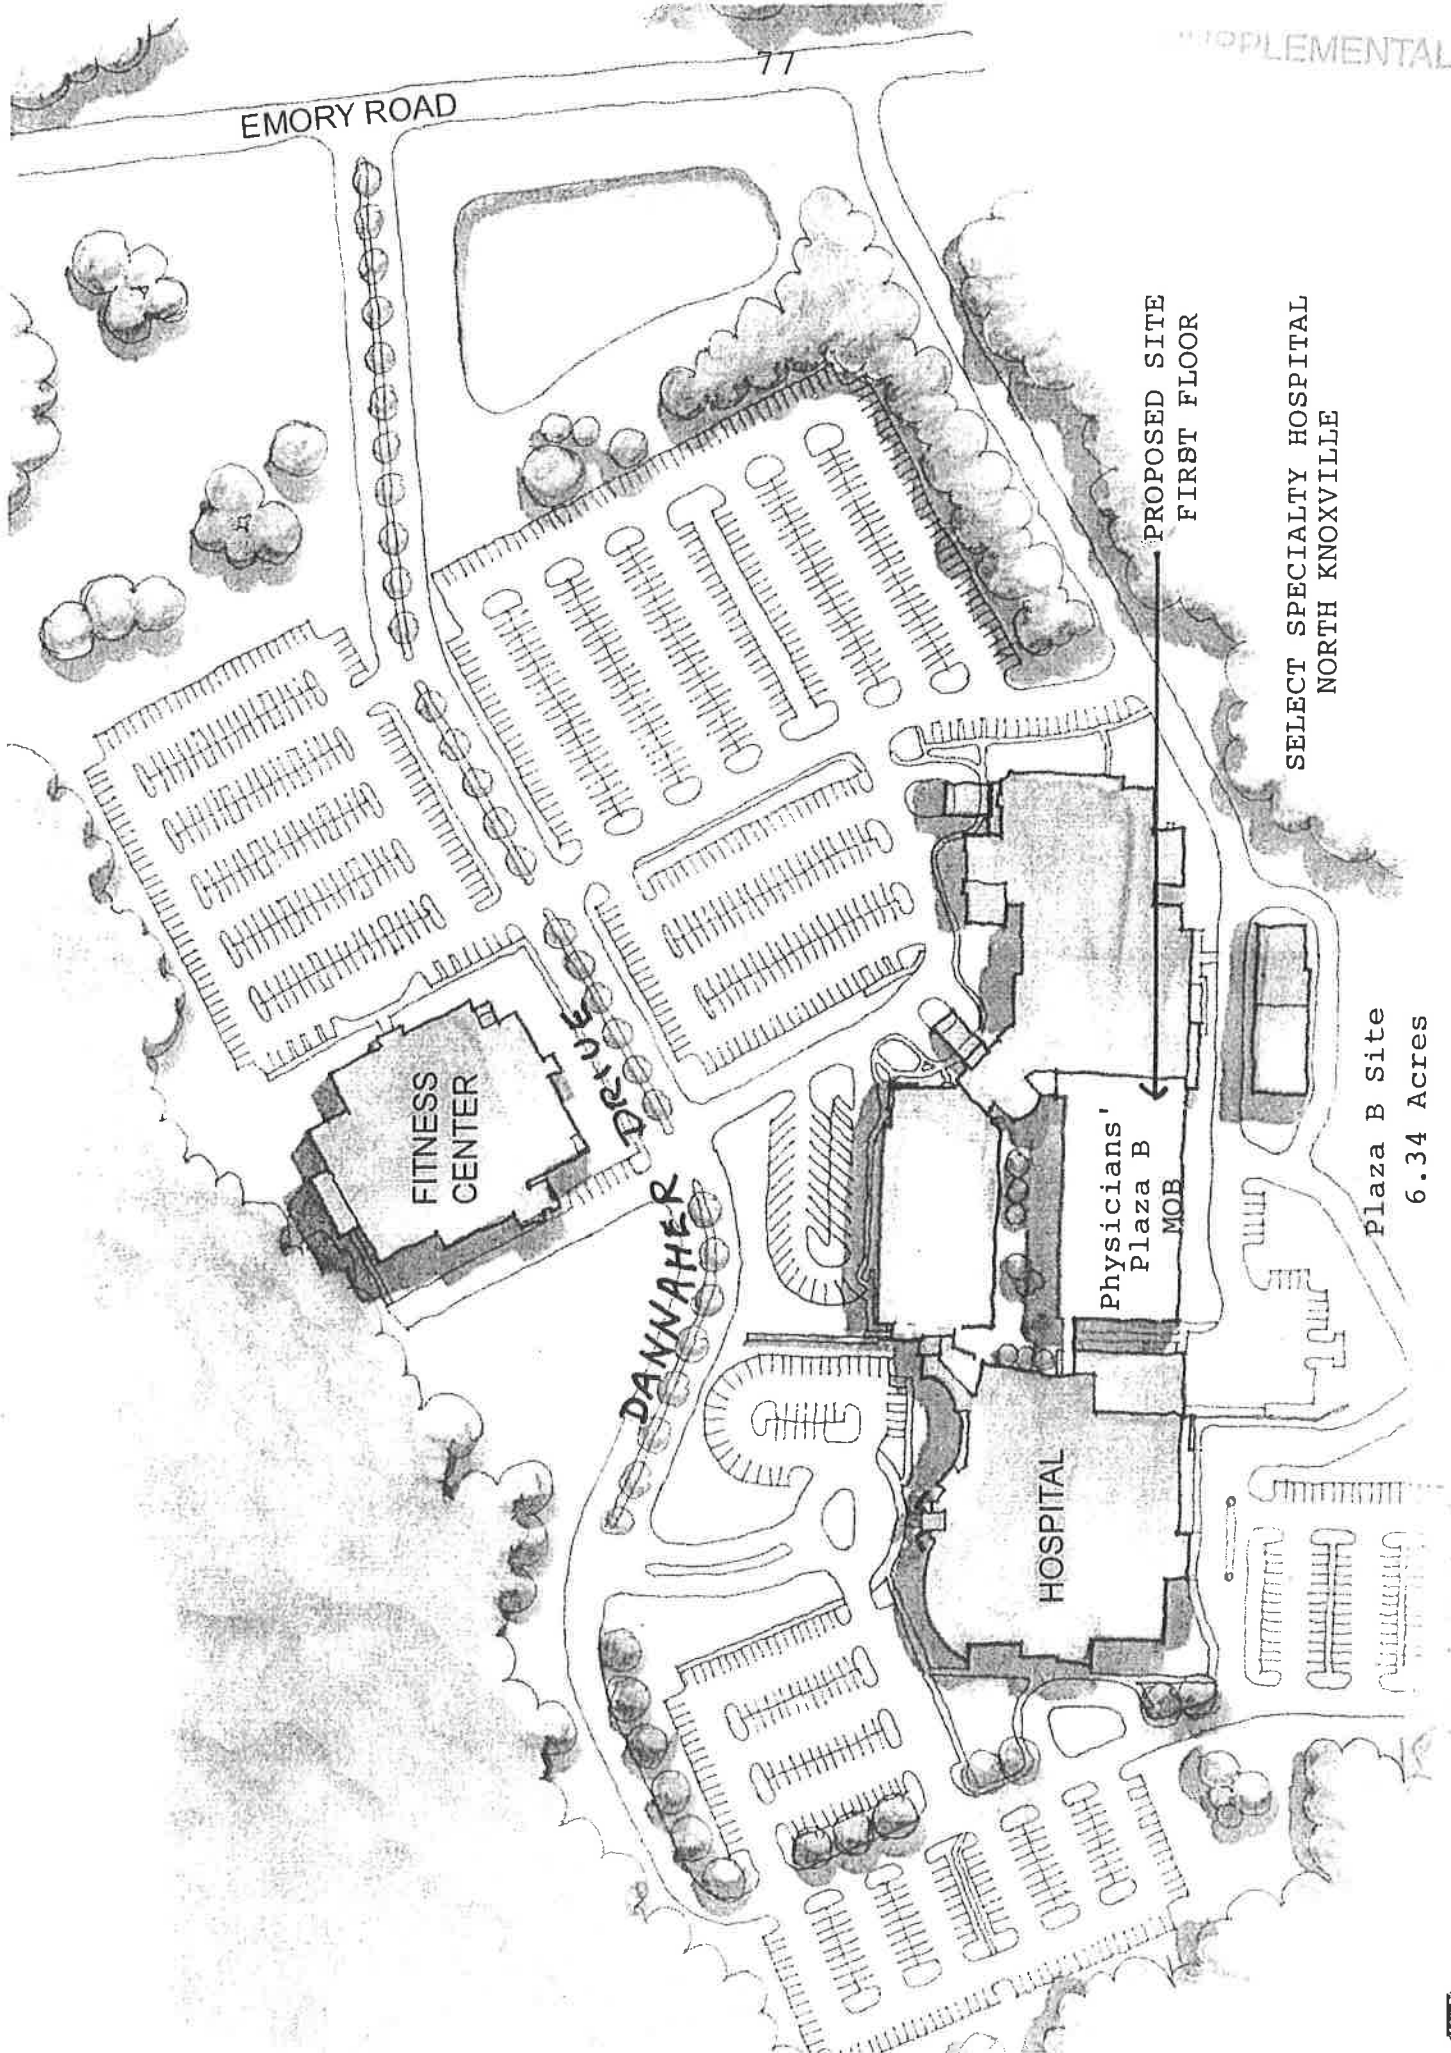 SUPPLEMENTAL
77
EMORY ROAD
PROPOSED SITE
FIRST FLOOR
SELECT SPECIALTY HOSPITAL
NORTH KNOXVILLE
FITNESS
CENTER
DANNAHER DRIVE
Physicians'
Plaza B
MOB
HOSPITAL
Plaza B Site
6.34 Acres